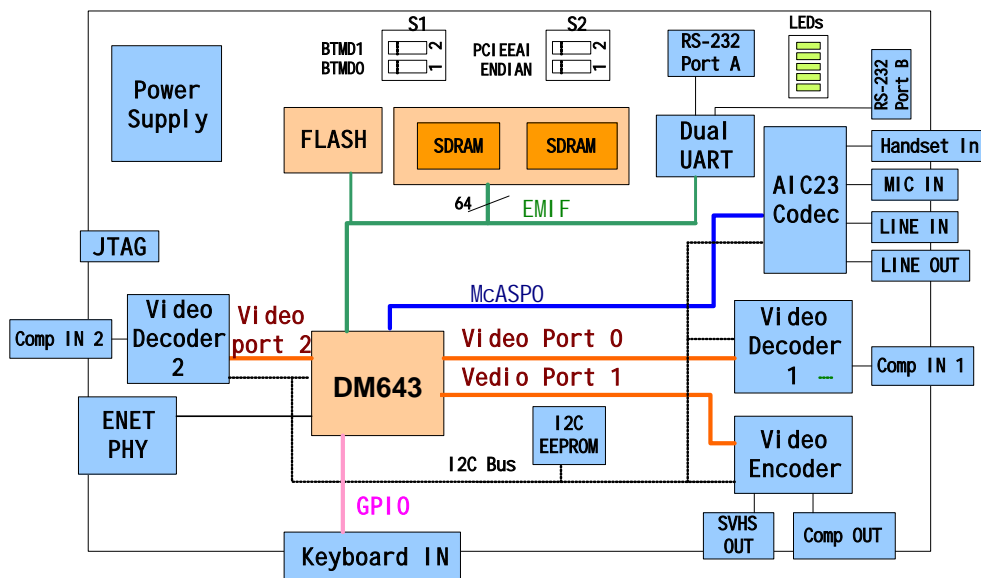 S1
S2
LEDs
BTMD1
2
BTMD0
1
PCIEEAI
2
ENDIAN
1
RS-232
Port A
RS-232
Port B
Power
Supply
FLASH
SDRAM
SDRAM
Dual
UART
AIC23
Codec
Handset In
MIC IN
LINE IN
LINE OUT
64
EMIF
JTAG
McASPO
Comp IN 2
Video
Decoder
2
Video
port 2
DM643
Video Port 0
Vedio Port 1
Video
Decoder
1
Comp IN 1
ENET
PHY
I2C
EEPROM
I2C Bus
Video
Encoder
GPIO
SVHS
OUT
Comp OUT
Keyboard IN